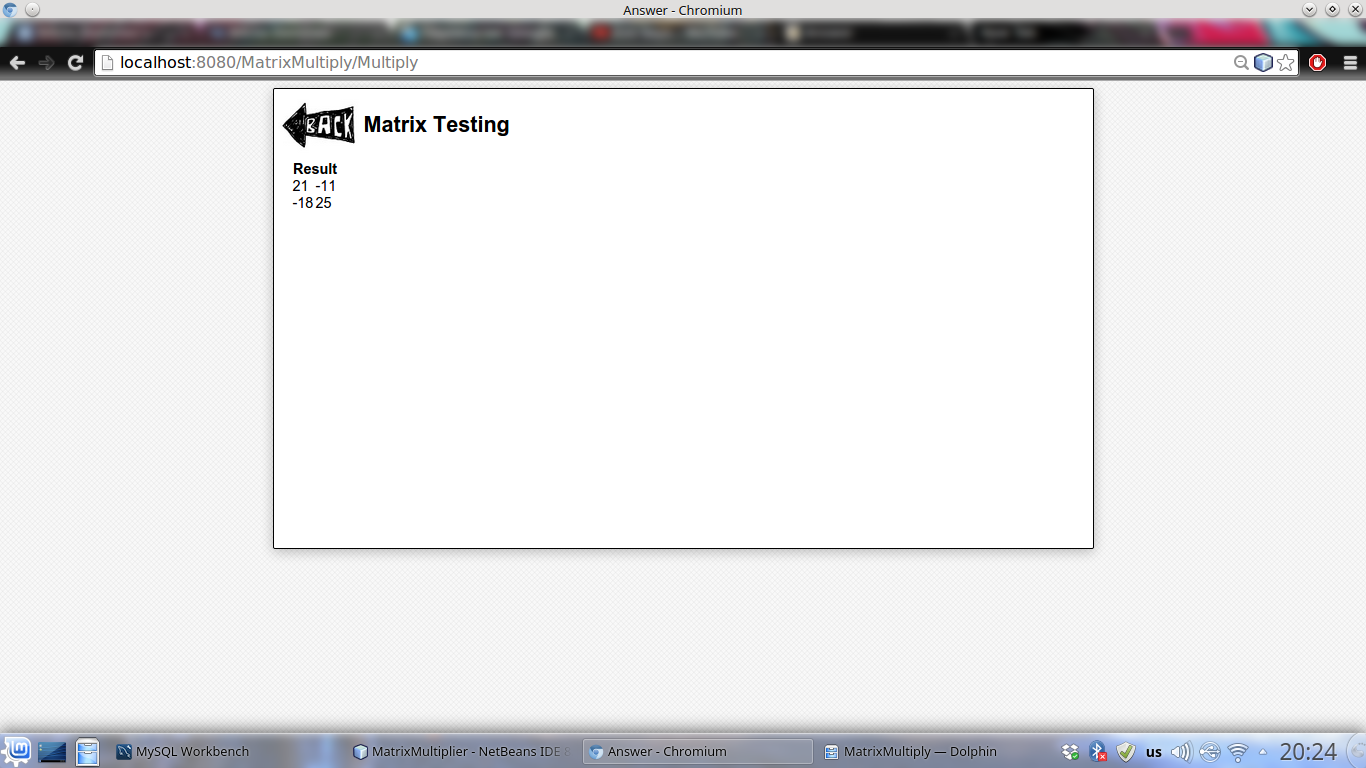 Answer - Chromium
localhost:8080/MatrixMultiply/Multiply
BACK Matrix Testing
Result
21 -11
-18 25
MySQL Workbench
MatrixMultiplier - NetBeans IDE 8
Answer - Chromium
MatrixMultiply — Dolphin
us
20:24